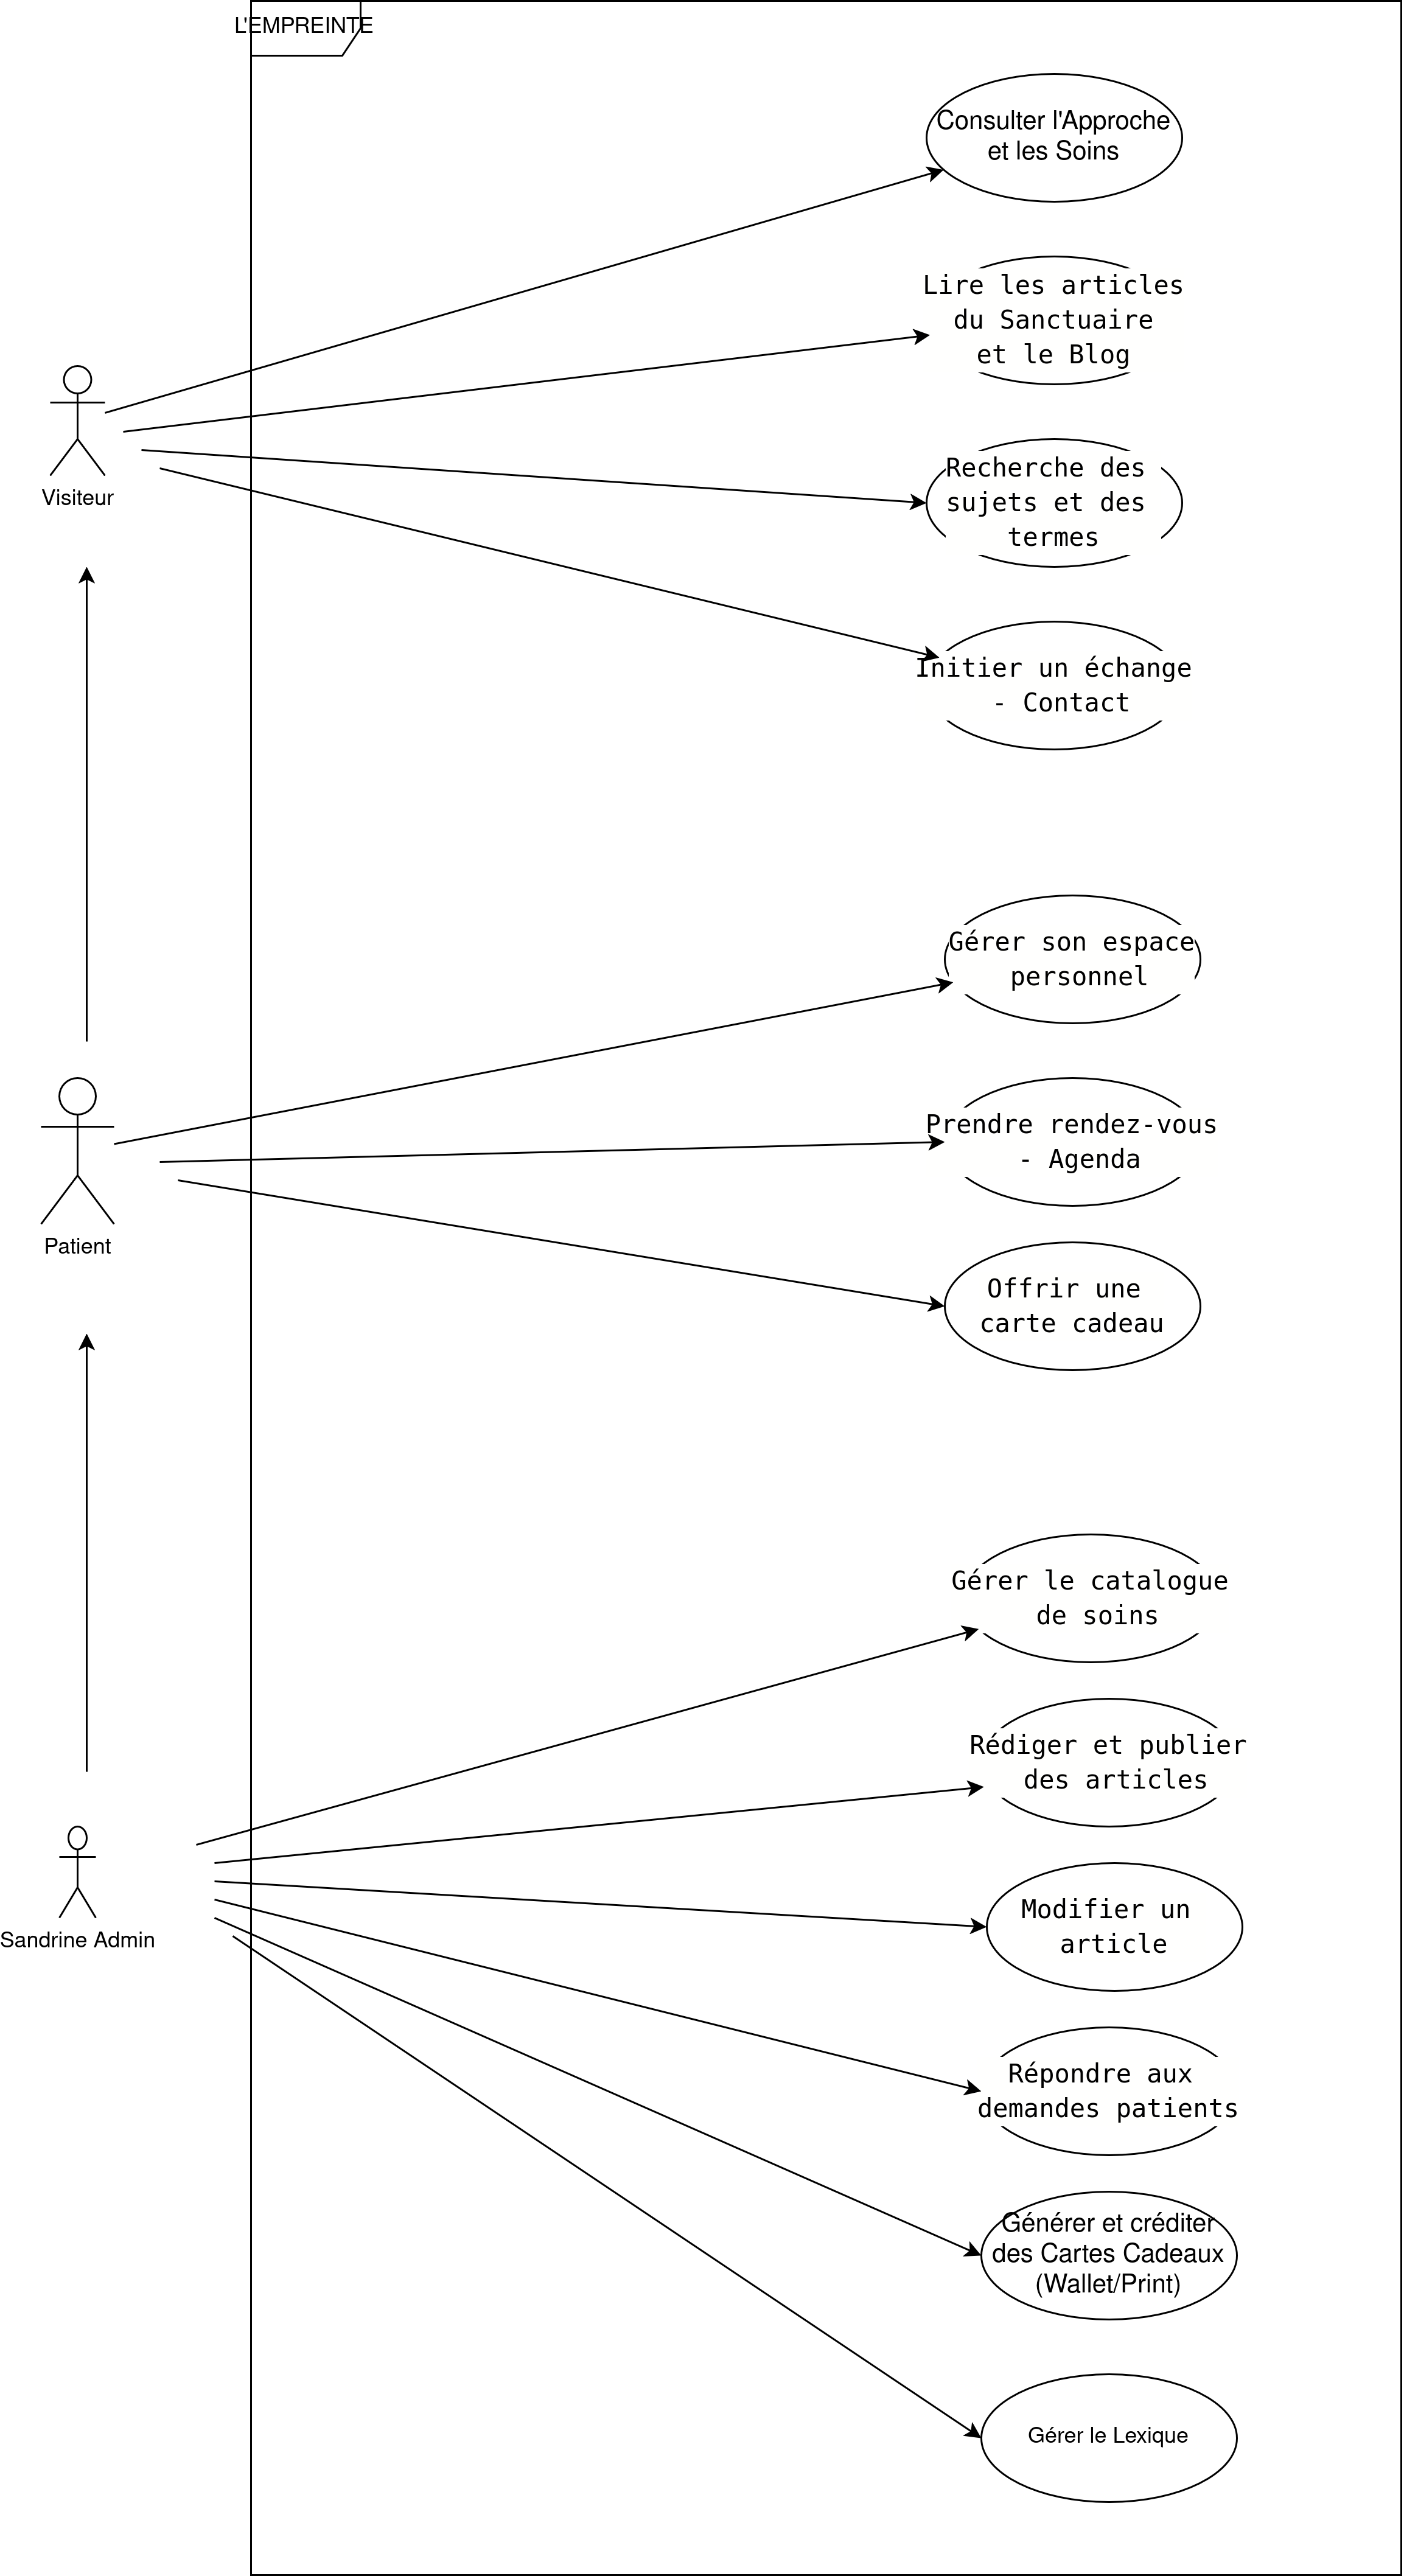 L'EMPREINTE
Consulter l'Approche
et les Soins
Lire les articles
du Sanctuaire
et le Blog
Visiteur
Recherche des
sujets et des
termes
Initier un échange
- Contact
Gérer son espace
personnel
Prendre rendez-vous
- Agenda
Patient
Offrir une
carte cadeau
Gérer le catalogue
de soins
Rédiger et publier
des articles
Sandrine Admin
Modifier un
article
Répondre aux
demandes patients
Générer et créditer
des Cartes Cadeaux
(Wallet/Print)
Gérer le Lexique